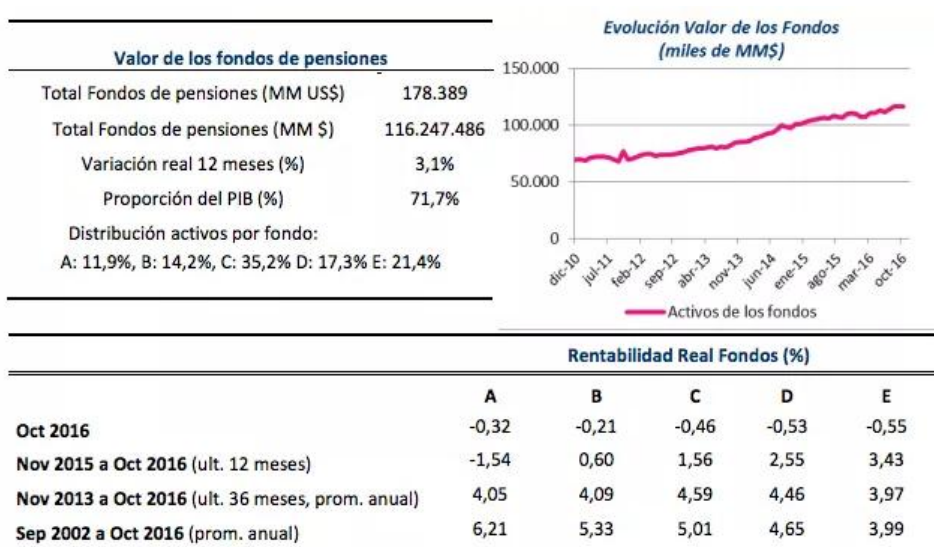 Valor de los fondos de pensiones
Total Fondos de pensiones (MM US$) 178.389
Total Fondos de pensiones (MM $) 116.247.486
Variación real 12 meses (%) 3,1%
Proporción del PIB (%) 71,7%
Distribución activos por fondo:
A: 11,9%, B: 14,2%, C: 35,2% D: 17,3% E: 21,4%
Evolución Valor de los Fondos
(miles de MM$)
150.000
100.000
50.000
0
dic-10 jul-11 feb-12 sep-12 abr-13 nov-13 jun-14 ene-15 ago-15 mar-16 oct-16
Activos de los fondos
Rentabilidad Real Fondos (%)
A B C D E
Oct 2016 -0,32 -0,21 -0,46 -0,53 -0,55
Nov 2015 a Oct 2016 (ult. 12 meses) -1,54 0,60 1,56 2,55 3,43
Nov 2013 a Oct 2016 (ult. 36 meses, prom. anual) 4,05 4,09 4,59 4,46 3,97
Sep 2002 a Oct 2016 (prom. anual) 6,21 5,33 5,01 4,65 3,99